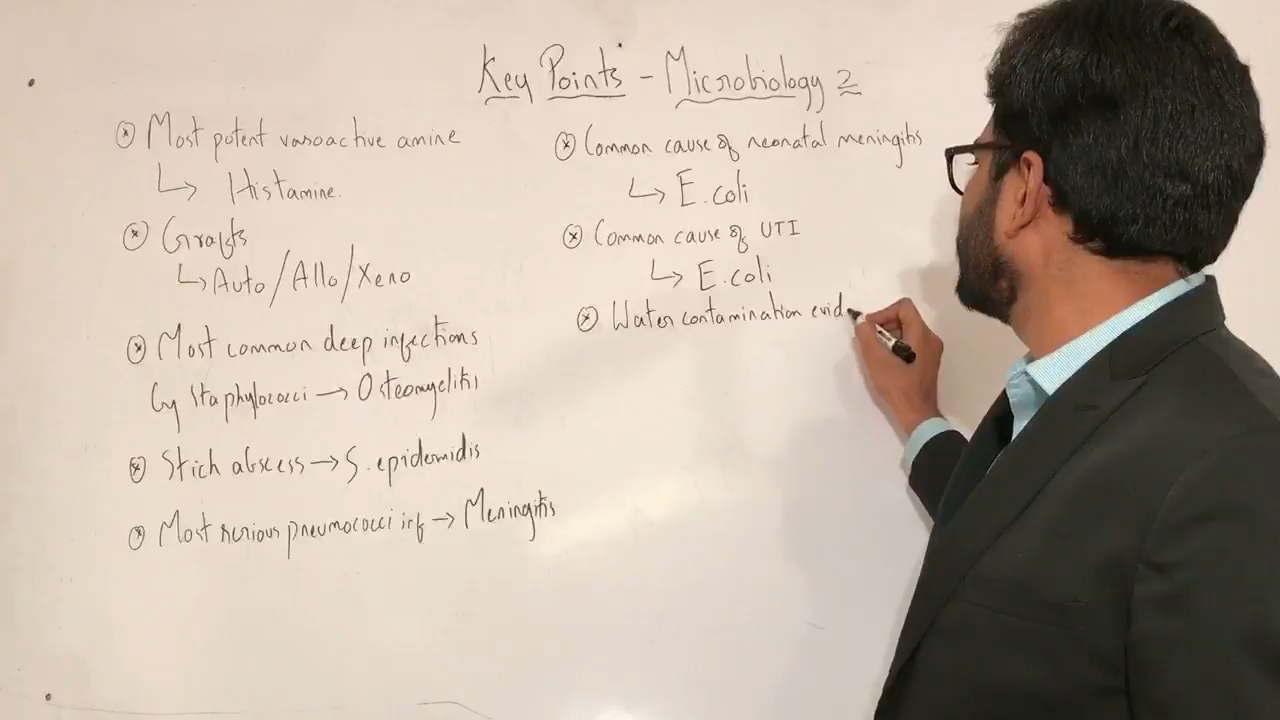 Key Points - Microbiology 2
Most potent vasoactive amine
↳ Histamine.
Grafts
↳ Auto/Allo/Xeno
Most common deep infections
by Staphylococci → Osteomyelitis
Stich abscess → S. epidermidis
Most serious pneumococci inf → Meningitis
Common cause of neonatal meningitis
↳ E.coli
Common cause of UTI
↳ E.coli
Water contamination evid